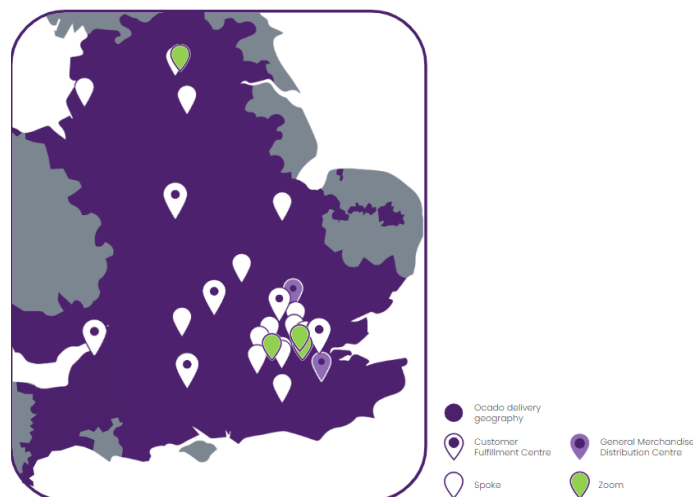 Ocado delivery
geography
Customer
Fulfillment Centre
General Merchandise
Distribution Centre
Spoke
Zoom